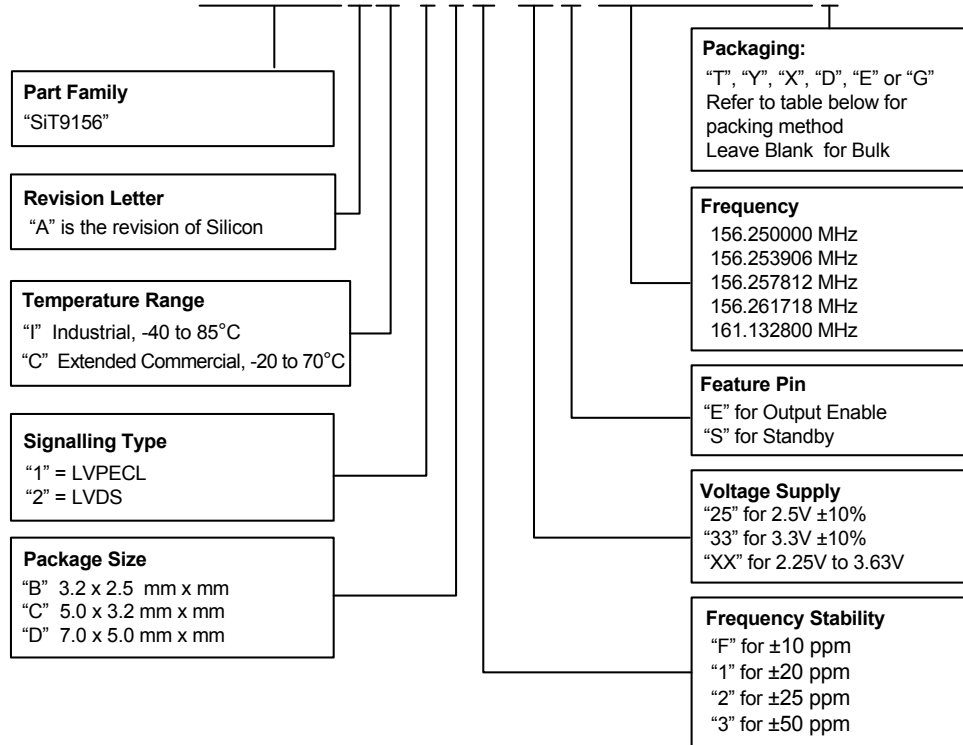 Part Family
“SiT9156”
Revision Letter
“A” is the revision of Silicon
Temperature Range
“I” Industrial, -40 to 85°C
“C” Extended Commercial, -20 to 70°C
Signalling Type
“1” = LVPECL
“2” = LVDS
Package Size
“B” 3.2 x 2.5 mm x mm
“C” 5.0 x 3.2 mm x mm
“D” 7.0 x 5.0 mm x mm
Packaging:
“T”, “Y”, “X”, “D”, “E” or “G”
Refer to table below for
packing method
Leave Blank for Bulk
Frequency
156.250000 MHz
156.253906 MHz
156.257812 MHz
156.261718 MHz
161.132800 MHz
Feature Pin
“E” for Output Enable
“S” for Standby
Voltage Supply
“25” for 2.5V ±10%
“33” for 3.3V ±10%
“XX” for 2.25V to 3.63V
Frequency Stability
“F” for ±10 ppm
“1” for ±20 ppm
“2” for ±25 ppm
“3” for ±50 ppm